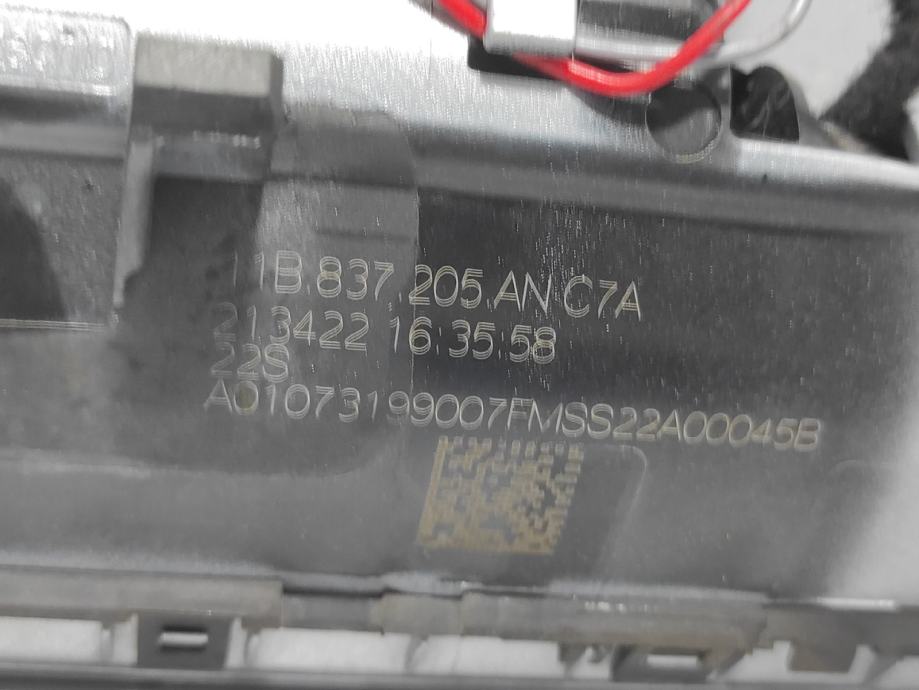 11B.837.205.AN C7A
213422 16:35:58
22S
A01073199007FMSS22A00045B